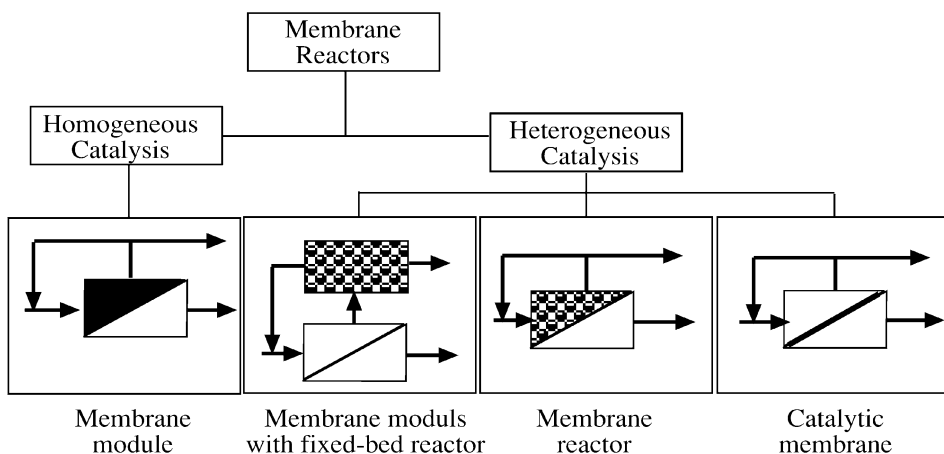 Membrane
Reactors
Homogeneous
Catalysis
Heterogeneous
Catalysis
Membrane
module
Membrane moduls
with fixed-bed reactor
Membrane
reactor
Catalytic
membrane